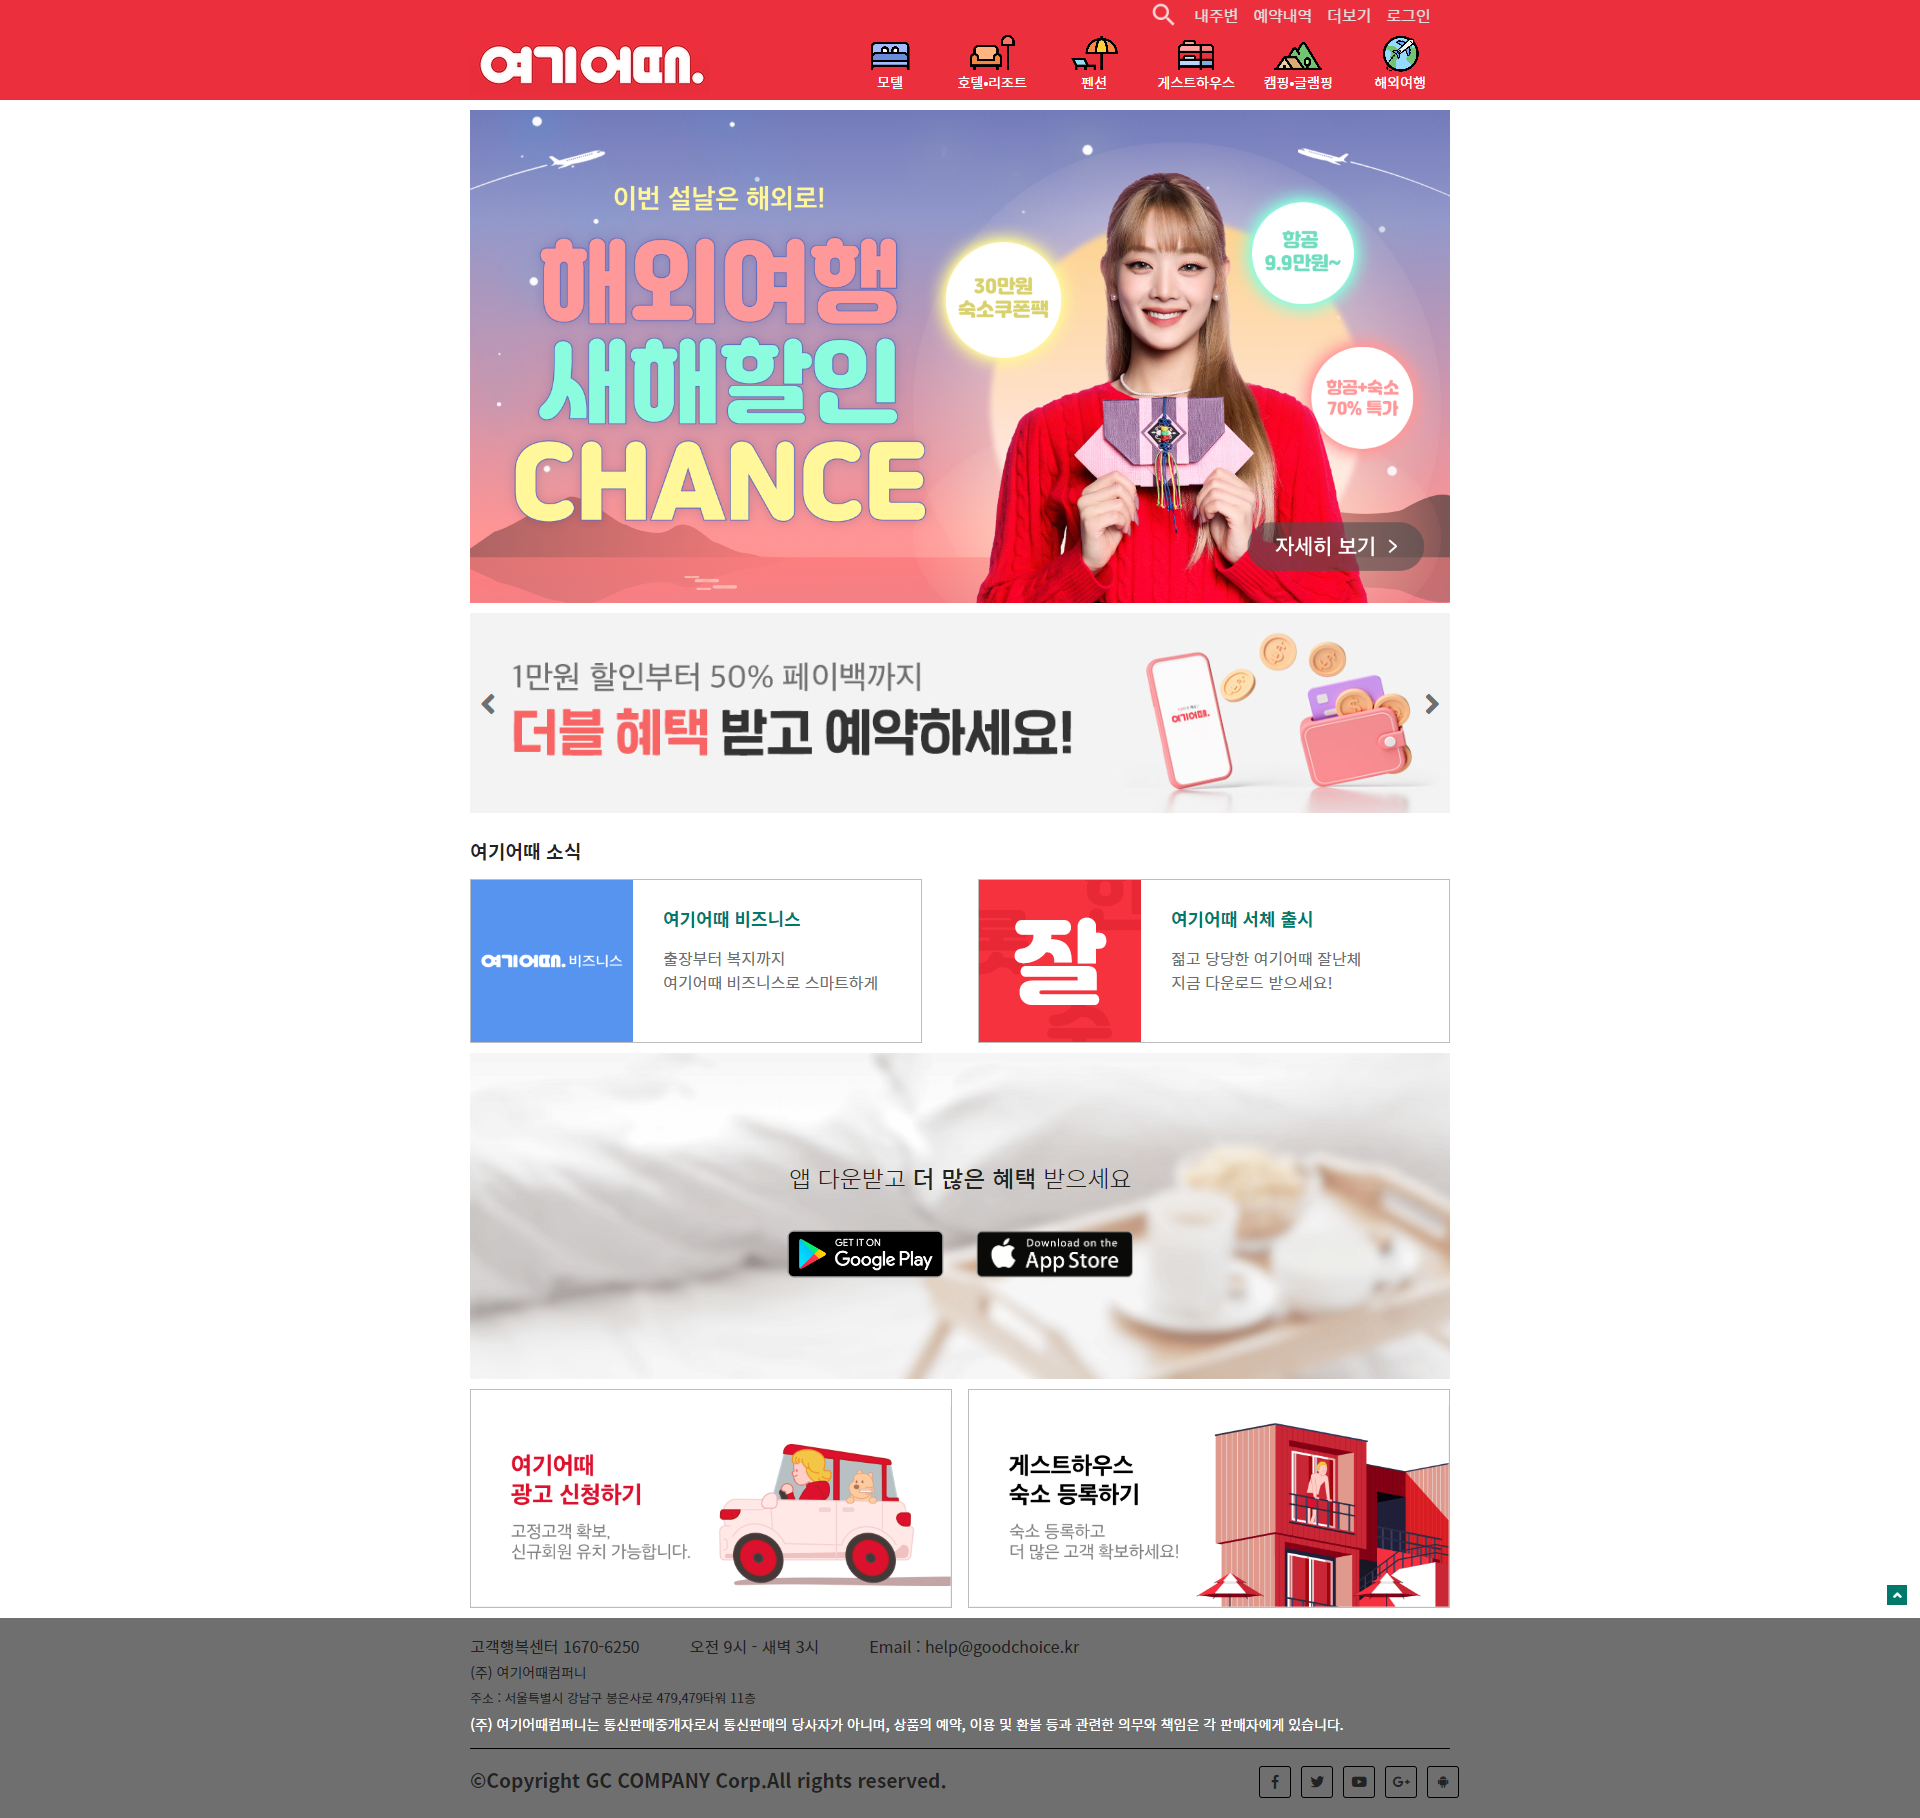 내주변 예약내역 더보기 로그인
여기어때.
모텔 호텔•리조트 펜션 게스트하우스 캠핑•글램핑 해외여행
이번 설날은 해외로!
해외여행
새해할인
CHANCE
30만원
숙소쿠폰팩
항공
9.9만원~
항공+숙소
70% 특가
자세히 보기
1만원 할인부터 50% 페이백까지
더블 혜택 받고 예약하세요!
여기어때.
여기어때 소식
여기어때. 비즈니스
여기어때 비즈니스
출장부터 복지까지
여기어때 비즈니스로 스마트하게
잘
여기어때 서체 출시
젊고 당당한 여기어때 잘난체
지금 다운로드 받으세요!
앱 다운받고 더 많은 혜택 받으세요
GET IT ON
Google Play
Download on the
App Store
여기어때
광고 신청하기
고정고객 확보,
신규회원 유치 가능합니다.
게스트하우스
숙소 등록하기
숙소 등록하고
더 많은 고객 확보하세요!
고객행복센터 1670-6250 오전 9시 - 새벽 3시 Email : help@goodchoice.kr
(주) 여기어때컴퍼니
주소 : 서울특별시 강남구 봉은사로 479,479타워 11층
(주) 여기어때컴퍼니는 통신판매중개자로서 통신판매의 당사자가 아니며, 상품의 예약, 이용 및 환불 등과 관련한 의무와 책임은 각 판매자에게 있습니다.
©Copyright GC COMPANY Corp.All rights reserved.